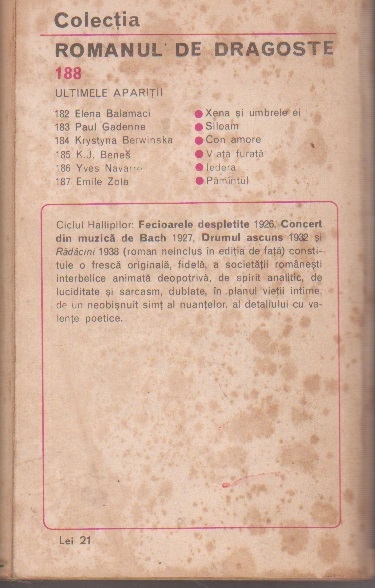 Colecția
ROMANUL DE DRAGOSTE
188
ULTIMELE APARIȚII
182 Elena Balamaci ● Xena și umbrele ei
183 Paul Gadenne ● Siloam
184 Krystyna Berwinska ● Con amore
185 K.J. Beneš ● Viață furată
186 Yves Navarre ● Iedera
187 Emile Zola ● Pămîntul
Ciclul Hallipilor: Fecioarele despletite 1926, Concert
din muzică de Bach 1927, Drumul ascuns 1932 și
Rădăcini 1938 (roman neinclus în ediția de față) consti-
tuie o frescă originală, fidelă, a societății românești
interbelice animată deopotrivă, de spirit analitic, de
luciditate și sarcasm, dublate, în planul vieții intime,
de un neobișnuit simț al nuanțelor, al detaliului cu va-
lențe poetice.
Lei 21